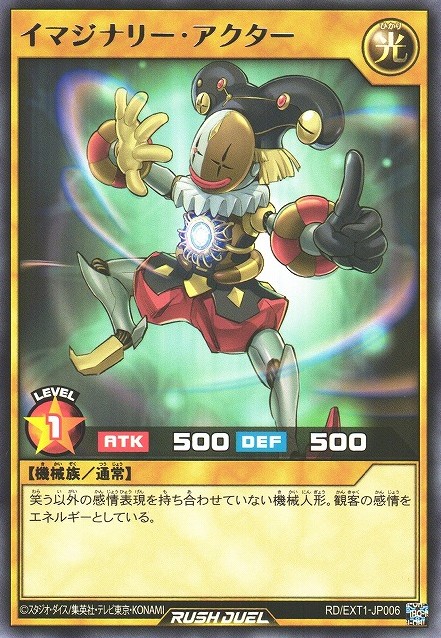 イマジナリー・アクター
ひかり
光
LEVEL
1
ATK 500 DEF 500
【機械族／通常】
笑う以外の感情表現を持ち合わせていない機械人形。観客の感情を
エネルギーとしている。
©スタジオ・ダイス/集英社・テレビ東京・KONAMI
RUSH DUEL
RD/EXT1-JP006